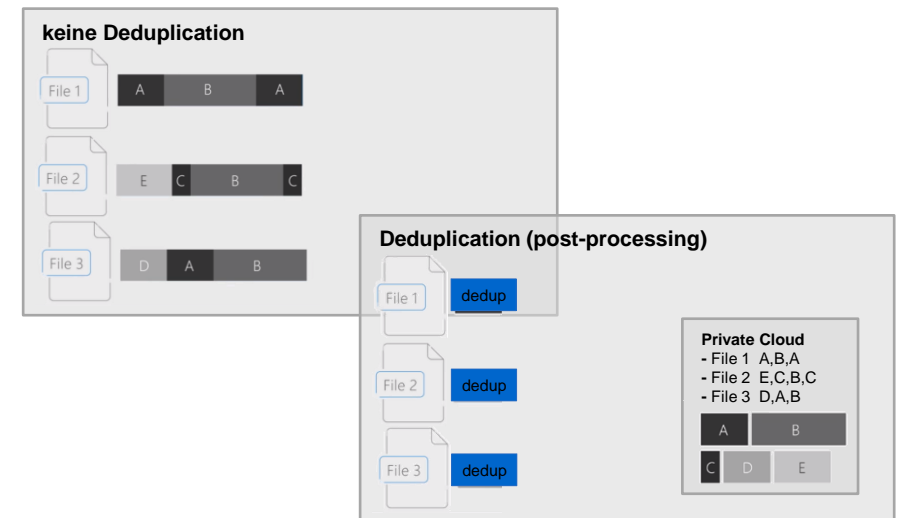 keine Deduplication
File 1 A B A
File 2 E C B C
File 3 D A B
Deduplication (post-processing)
File 1 dedup
File 2 dedup
File 3 dedup
Private Cloud
- File 1 A,B,A
- File 2 E,C,B,C
- File 3 D,A,B
A B
C D E